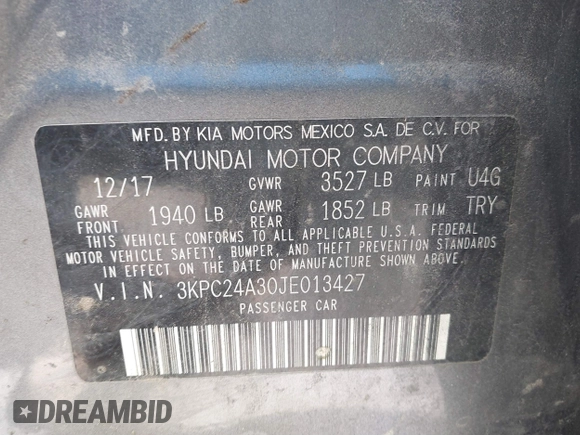 MFD. BY KIA MOTORS MEXICO S.A. DE C.V. FOR
HYUNDAI MOTOR COMPANY
12/17 GVWR 3527 LB PAINT U4G
GAWR FRONT 1940 LB GAWR REAR 1852 LB TRIM TRY
THIS VEHICLE CONFORMS TO ALL APPLICABLE U.S.A. FEDERAL
MOTOR VEHICLE SAFETY, BUMPER, AND THEFT PREVENTION STANDARDS
IN EFFECT ON THE DATE OF MANUFACTURE SHOWN ABOVE.
V.I.N. 3KPC24A30JE013427
PASSENGER CAR
DREAMBID